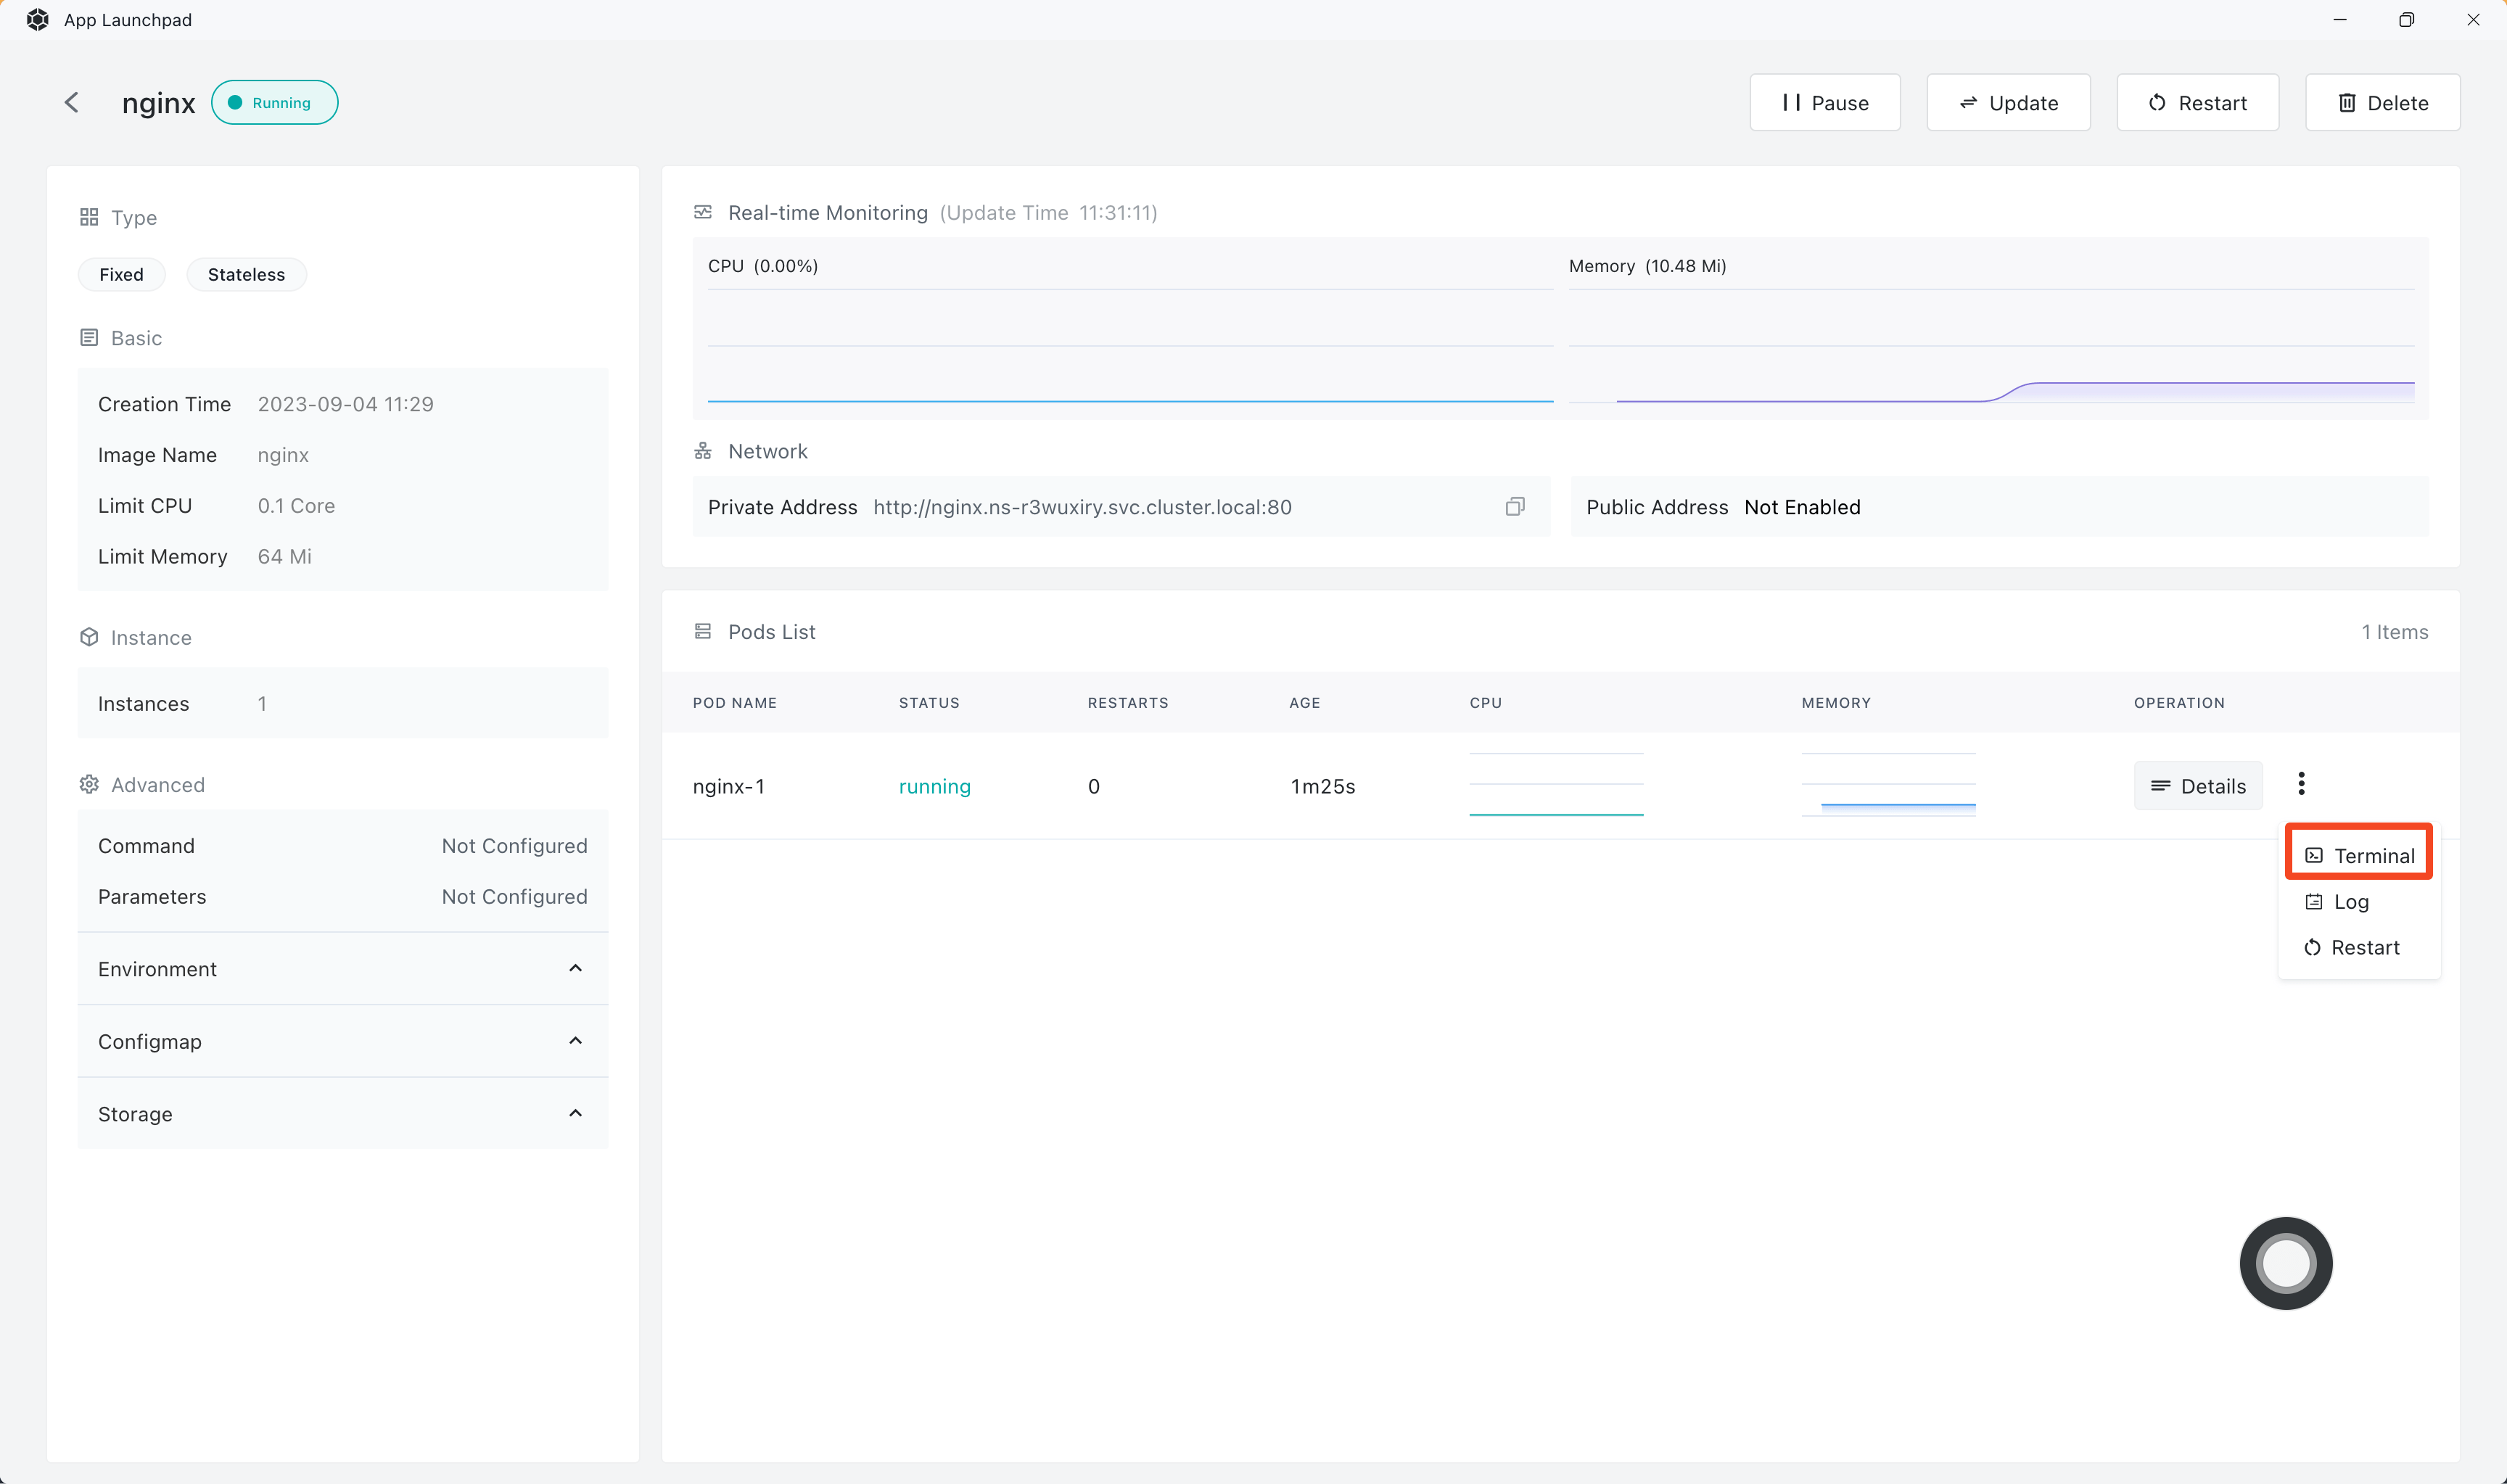 App Launchpad
nginx Running Pause Update Restart Delete
Type
Fixed Stateless
Basic
Creation Time 2023-09-04 11:29
Image Name nginx
Limit CPU 0.1 Core
Limit Memory 64 Mi
Instance
Instances 1
Advanced
Command Not Configured
Parameters Not Configured
Environment
Configmap
Storage
Real-time Monitoring (Update Time 11:31:11)
CPU (0.00%) Memory (10.48 Mi)
Network
Private Address http://nginx.ns-r3wuxiry.svc.cluster.local:80 Public Address Not Enabled
Pods List 1 Items
POD NAME STATUS RESTARTS AGE CPU MEMORY OPERATION
nginx-1 running 0 1m25s Details
Terminal
Log
Restart